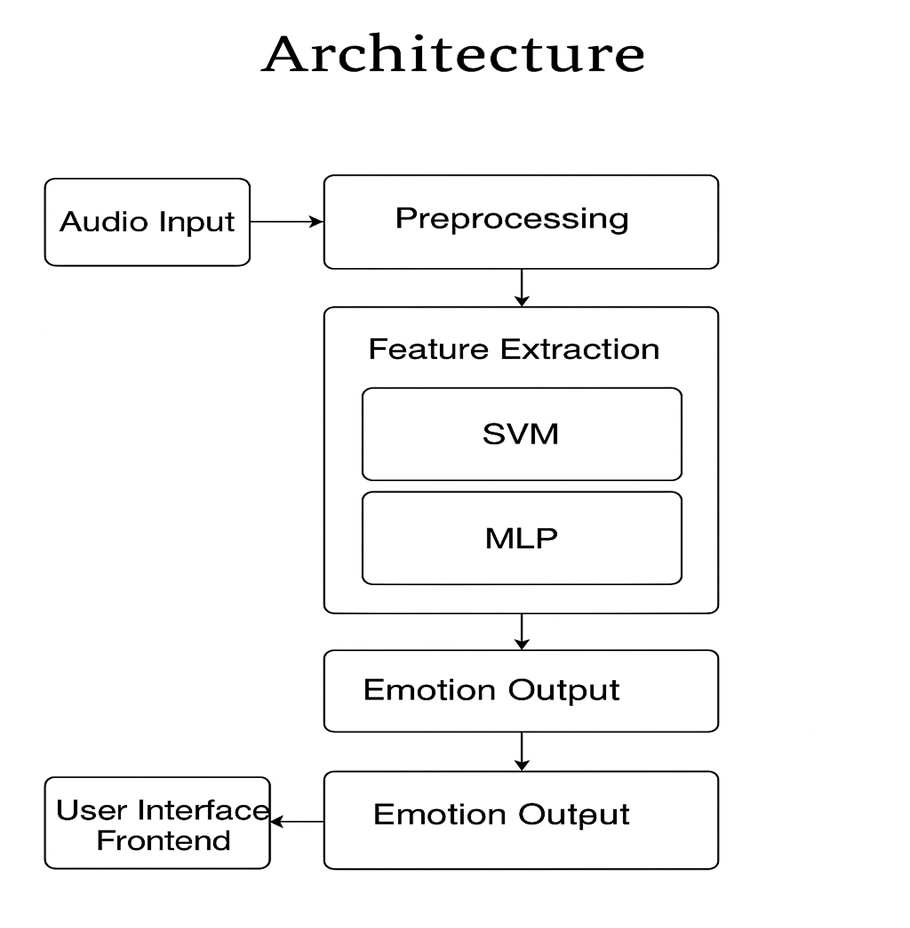 Architecture
Audio Input
Preprocessing
Feature Extraction
SVM
MLP
Emotion Output
Emotion Output
User Interface
Frontend